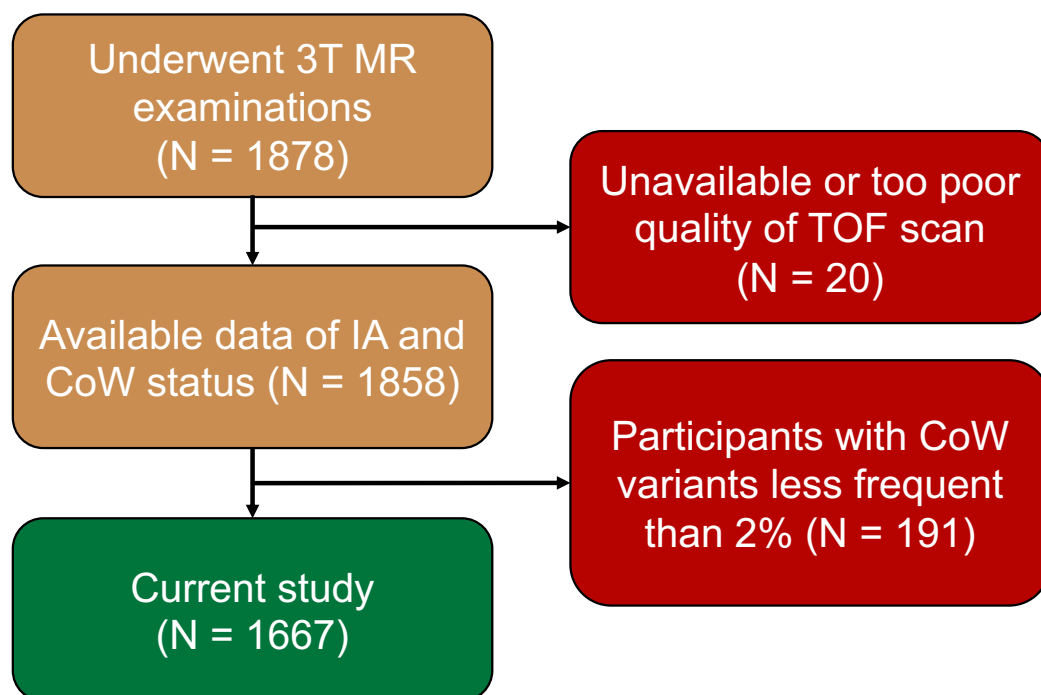 Underwent 3T MR
examinations
(N = 1878)
Unavailable or too poor
quality of TOF scan
(N = 20)
Available data of IA and
CoW status (N = 1858)
Participants with CoW
variants less frequent
than 2% (N = 191)
Current study
(N = 1667)